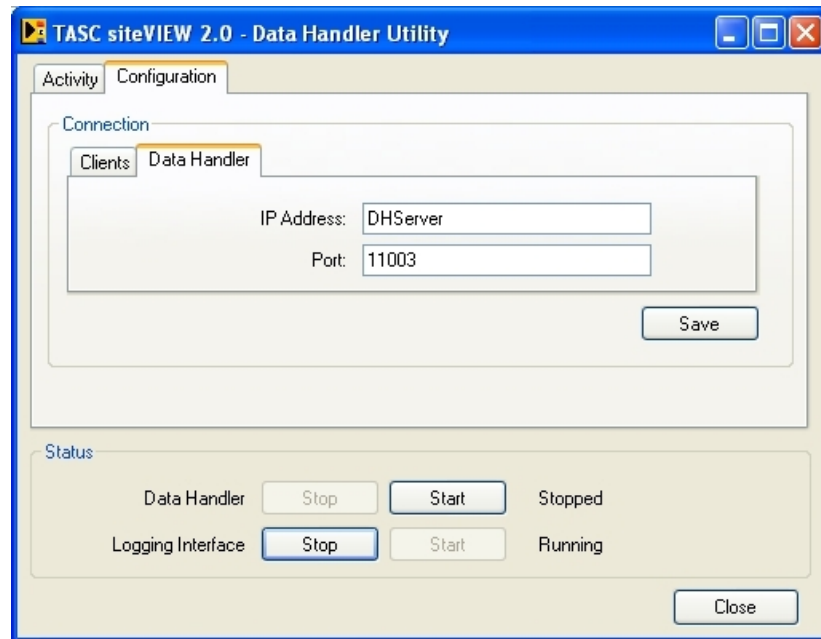 TASC siteVIEW 2.0 - Data Handler Utility
Activity Configuration
Connection
Clients Data Handler
IP Address: DHServer
Port: 11003
Save
Status
Data Handler Stop Start Stopped
Logging Interface Stop Start Running
Close